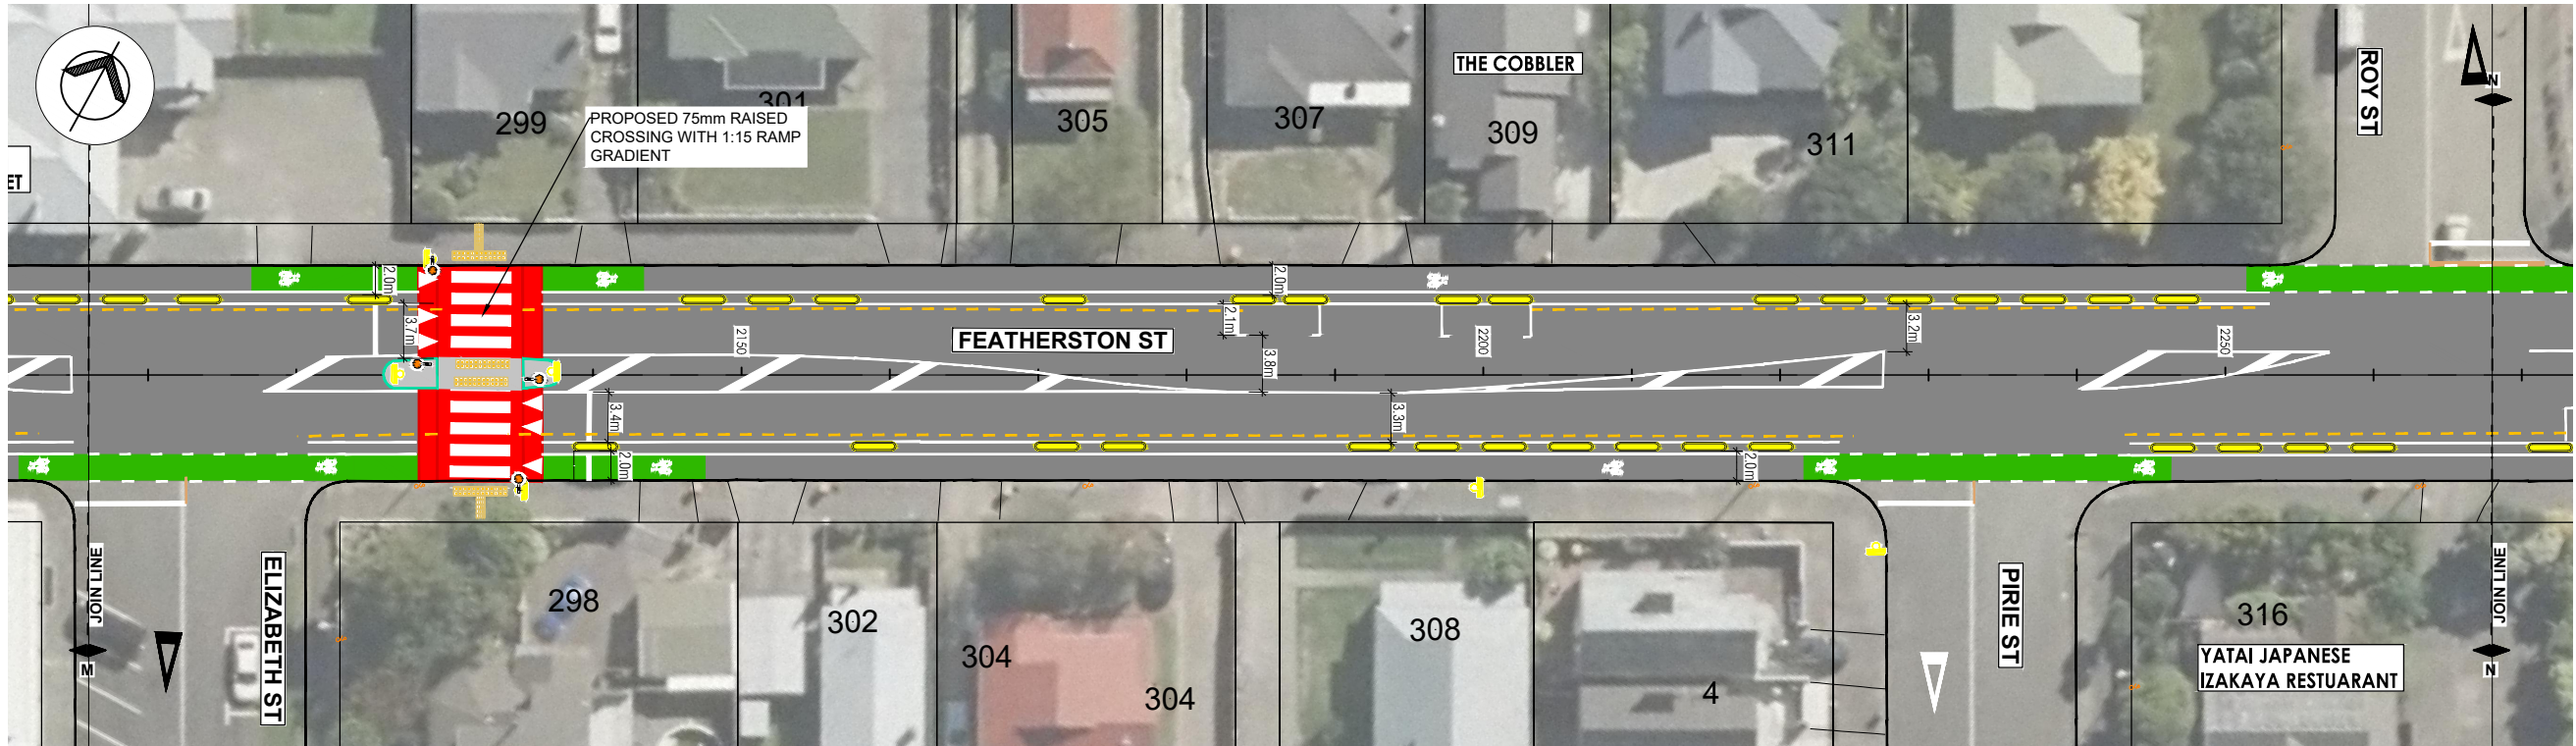 299
301
PROPOSED 75mm RAISED
CROSSING WITH 1:15 RAMP
GRADIENT
305
307
THE COBBLER
309
311
ROY ST
N
ET
2.0m
3.7m
2150
FEATHERSTON ST
2.0m
2.1m
3.8m
2200
3.2m
2250
3.4m
2.0m
3.3m
2.0m
JOIN LINE
M
ELIZABETH ST
298
302
304
304
308
4
PIRIE ST
316
YATAI JAPANESE
IZAKAYA RESTUARANT
JOIN LINE
N